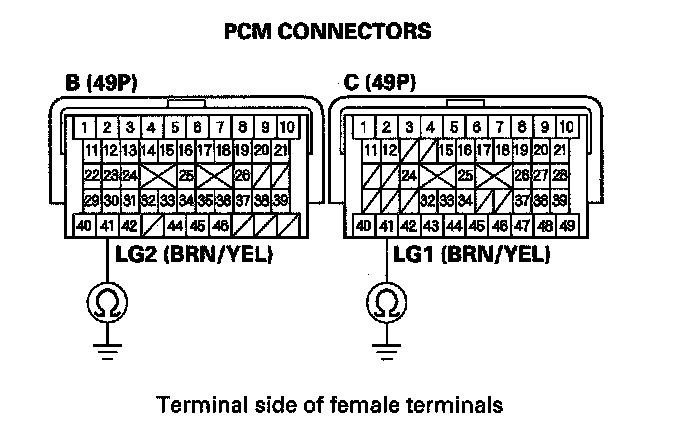 PCM CONNECTORS
B (49P)
C (49P)
1 2 3 4 5 6 7 8 9 10
11 12 13 14 15 16 17 18 19 20 21
22 23 24 25 26
29 30 31 32 33 34 35 36 37 38 39
40 41 42 44 45 46
1 2 3 4 5 6 7 8 9 10
11 12 15 16 17 18 19 20 21
24 25 26 27 28
32 33 34 37 38 39
40 41 42 43 44 45 46 47 48 49
LG2 (BRN/YEL)
LG1 (BRN/YEL)
Ω
Ω
Terminal side of female terminals